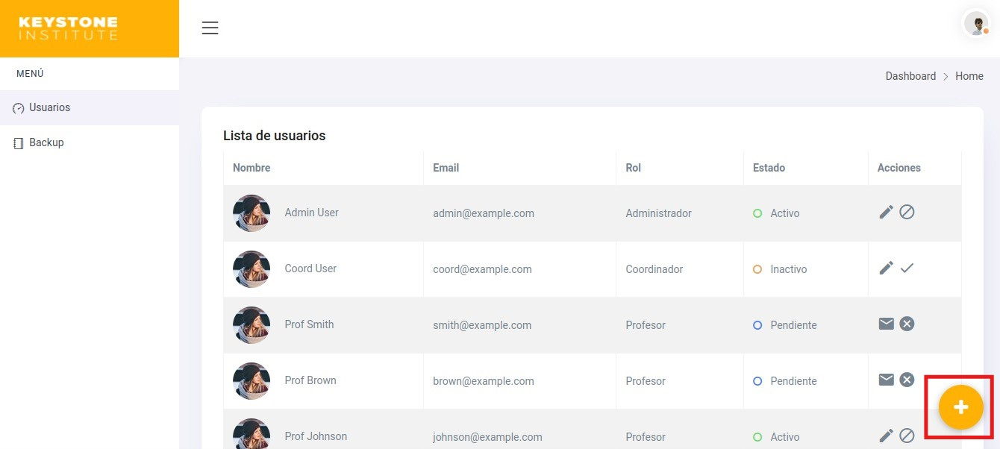 KEYSTONE
INSTITUTE
MENÚ
Usuarios
Backup
Dashboard > Home
Lista de usuarios
Nombre Email Rol Estado Acciones
Admin User admin@example.com Administrador Activo
Coord User coord@example.com Coordinador Inactivo
Prof Smith smith@example.com Profesor Pendiente
Prof Brown brown@example.com Profesor Pendiente
Prof Johnson johnson@example.com Profesor Activo